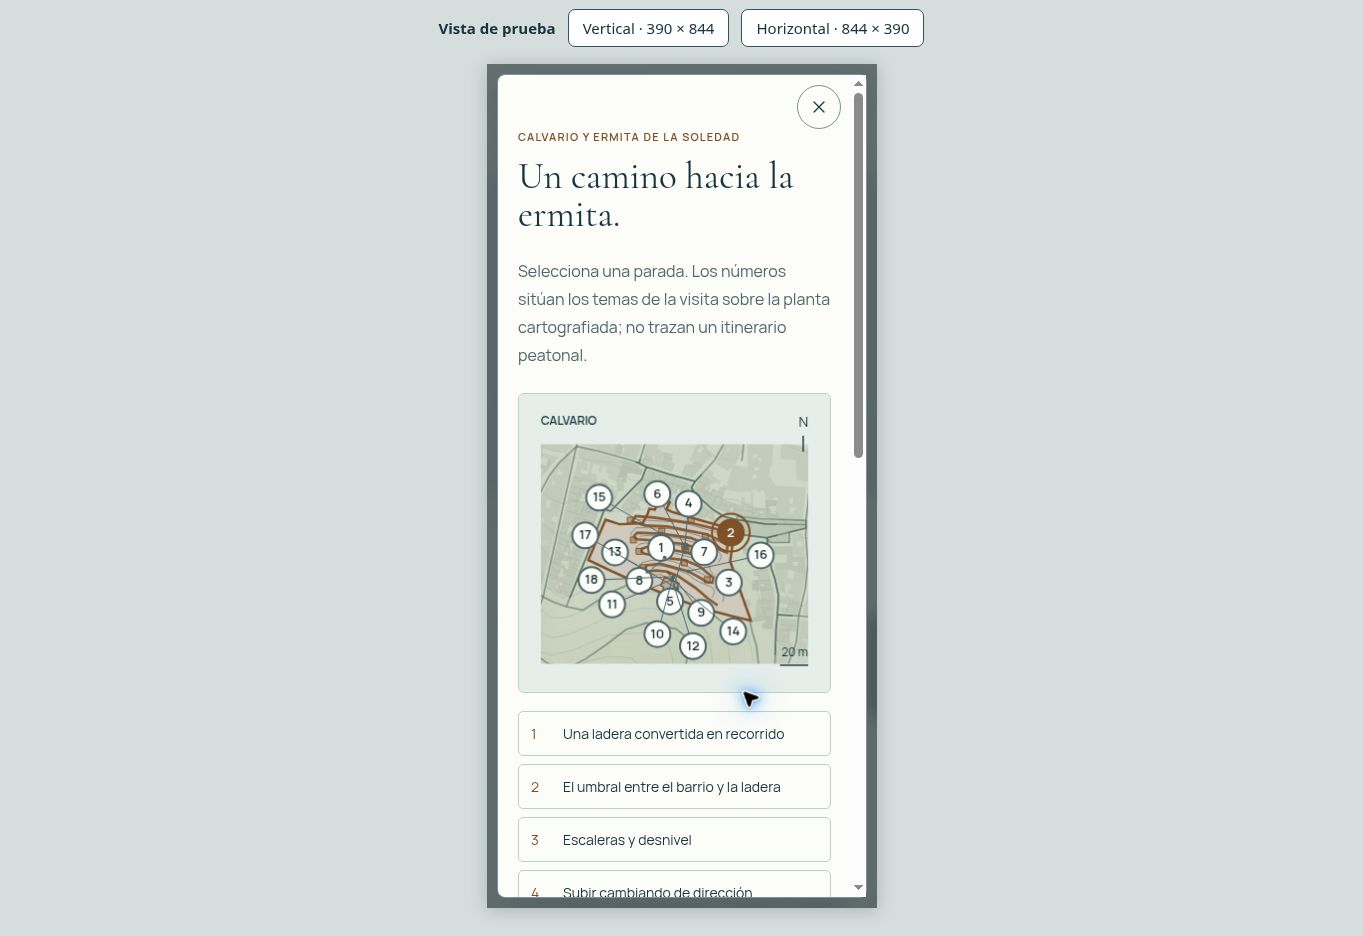 Vista de prueba
Vertical · 390 × 844
Horizontal · 844 × 390
CALVARIO Y ERMITA DE LA SOLEDAD
Un camino hacia la
ermita.
Selecciona una parada. Los números
sitúan los temas de la visita sobre la planta
cartografiada; no trazan un itinerario
peatonal.
CALVARIO
N
15
6
4
17
13
1
7
2
16
18
8
3
11
5
9
10
12
14
20 m
1 Una ladera convertida en recorrido
2 El umbral entre el barrio y la ladera
3 Escaleras y desnivel
4 Subir cambiando de dirección